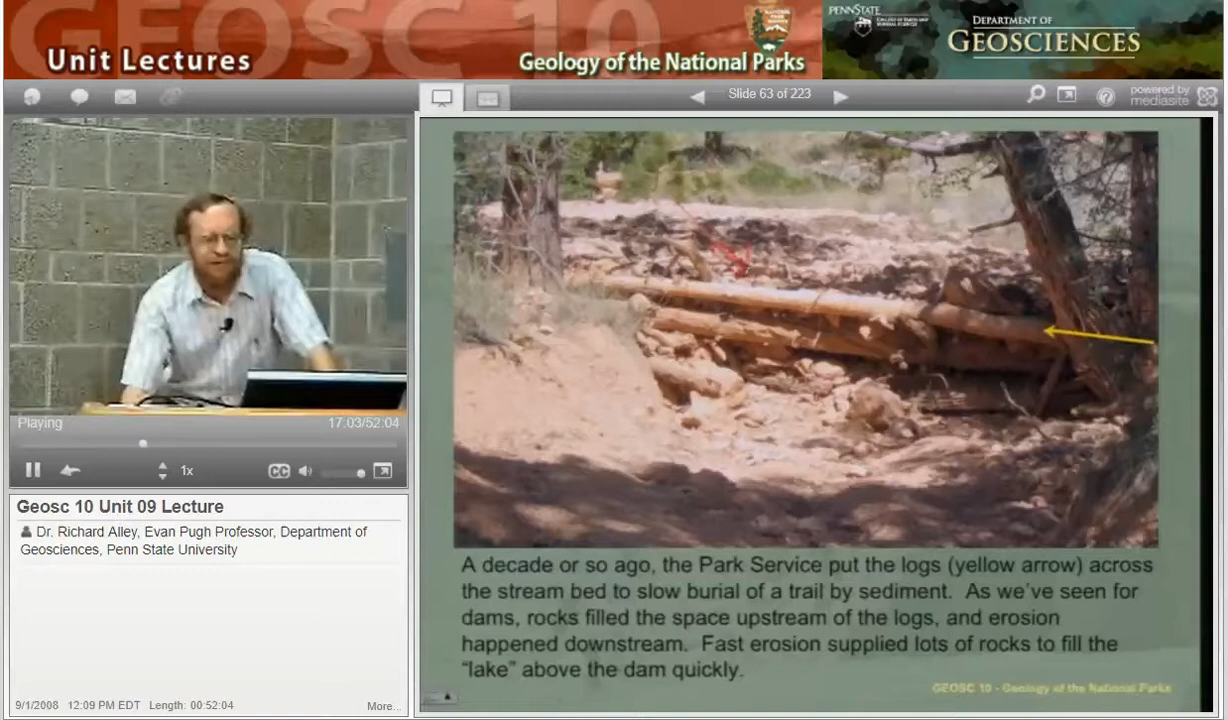 GEOSC 10
Unit Lectures
Geology of the National Parks
PENNSTATE
DEPARTMENT OF
GEOSCIENCES
Slide 63 of 223
powered by
mediasite
Playing
17:03/52:04
1x
CC
Geosc 10 Unit 09 Lecture
Dr. Richard Alley, Evan Pugh Professor, Department of
Geosciences, Penn State University
9/1/2008 12:09 PM EDT Length: 00:52:04
More...
A decade or so ago, the Park Service put the logs (yellow arrow) across
the stream bed to slow burial of a trail by sediment. As we've seen for
dams, rocks filled the space upstream of the logs, and erosion
happened downstream. Fast erosion supplied lots of rocks to fill the
"lake" above the dam quickly.
GEOSC 10 - Geology of the National Parks